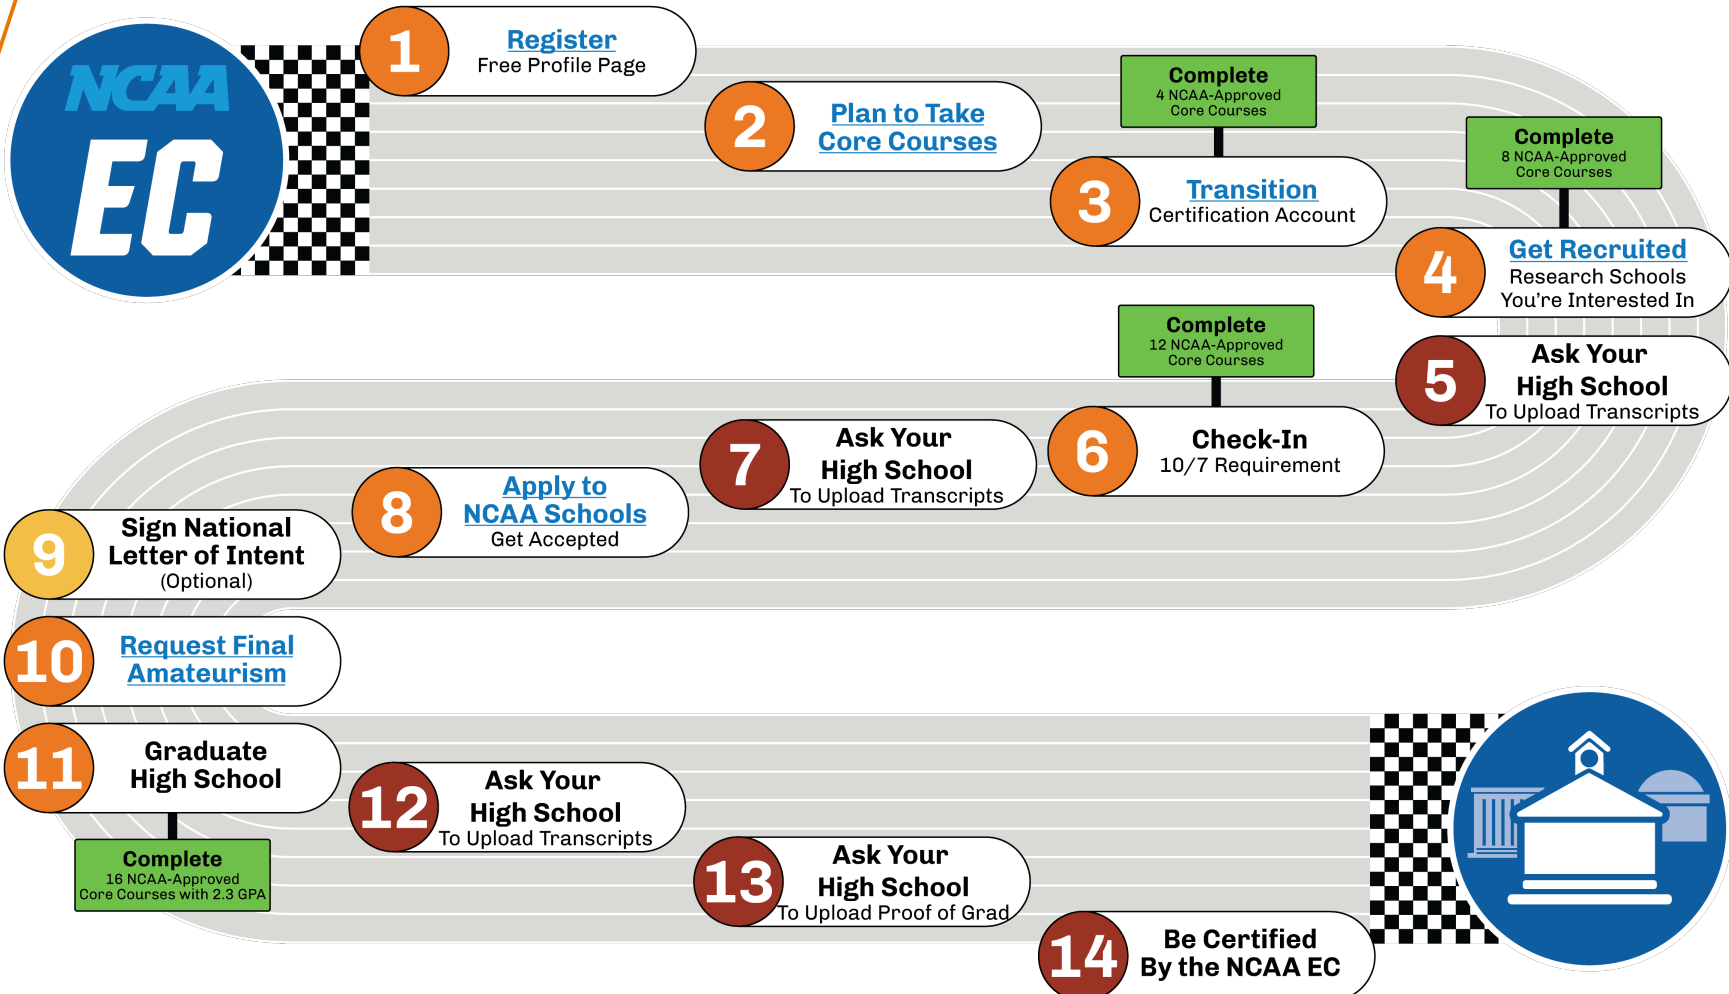 NCAA
EC
1
Register
Free Profile Page
2
Plan to Take
Core Courses
Complete
4 NCAA-Approved
Core Courses
3
Transition
Certification Account
Complete
8 NCAA-Approved
Core Courses
4
Get Recruited
Research Schools
You're Interested In
5
Ask Your
High School
To Upload Transcripts
Complete
12 NCAA-Approved
Core Courses
6
Check-In
10/7 Requirement
7
Ask Your
High School
To Upload Transcripts
8
Apply to
NCAA Schools
Get Accepted
9
Sign National
Letter of Intent
(Optional)
10
Request Final
Amateurism
11
Graduate
High School
Complete
16 NCAA-Approved
Core Courses with 2.3 GPA
12
Ask Your
High School
To Upload Transcripts
13
Ask Your
High School
To Upload Proof of Grad
14
Be Certified
By the NCAA EC